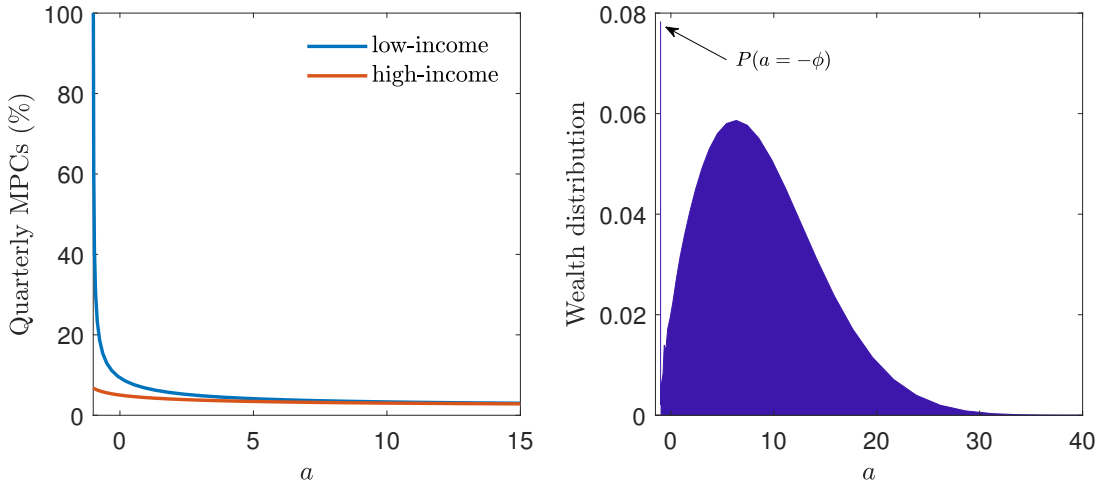 Quarterly MPCs (%)
100
80
60
40
20
0
low-income
high-income
0
5
10
15
a
Wealth distribution
0.08
0.06
0.04
0.02
0
P(a = −ϕ)
0
10
20
30
40
a